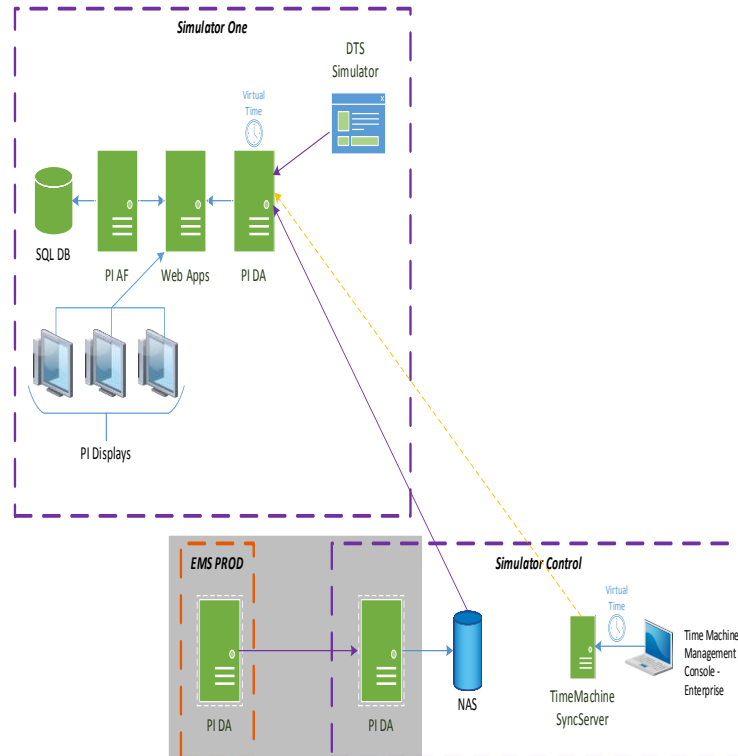 Simulator One
DTS
Simulator
Virtual
Time
SQL DB
PI AF
Web Apps
PI DA
PI Displays
EMS PROD
Simulator Control
Virtual
Time
Time Machine
Management
Console -
Enterprise
PI DA
PI DA
NAS
TimeMachine
SyncServer